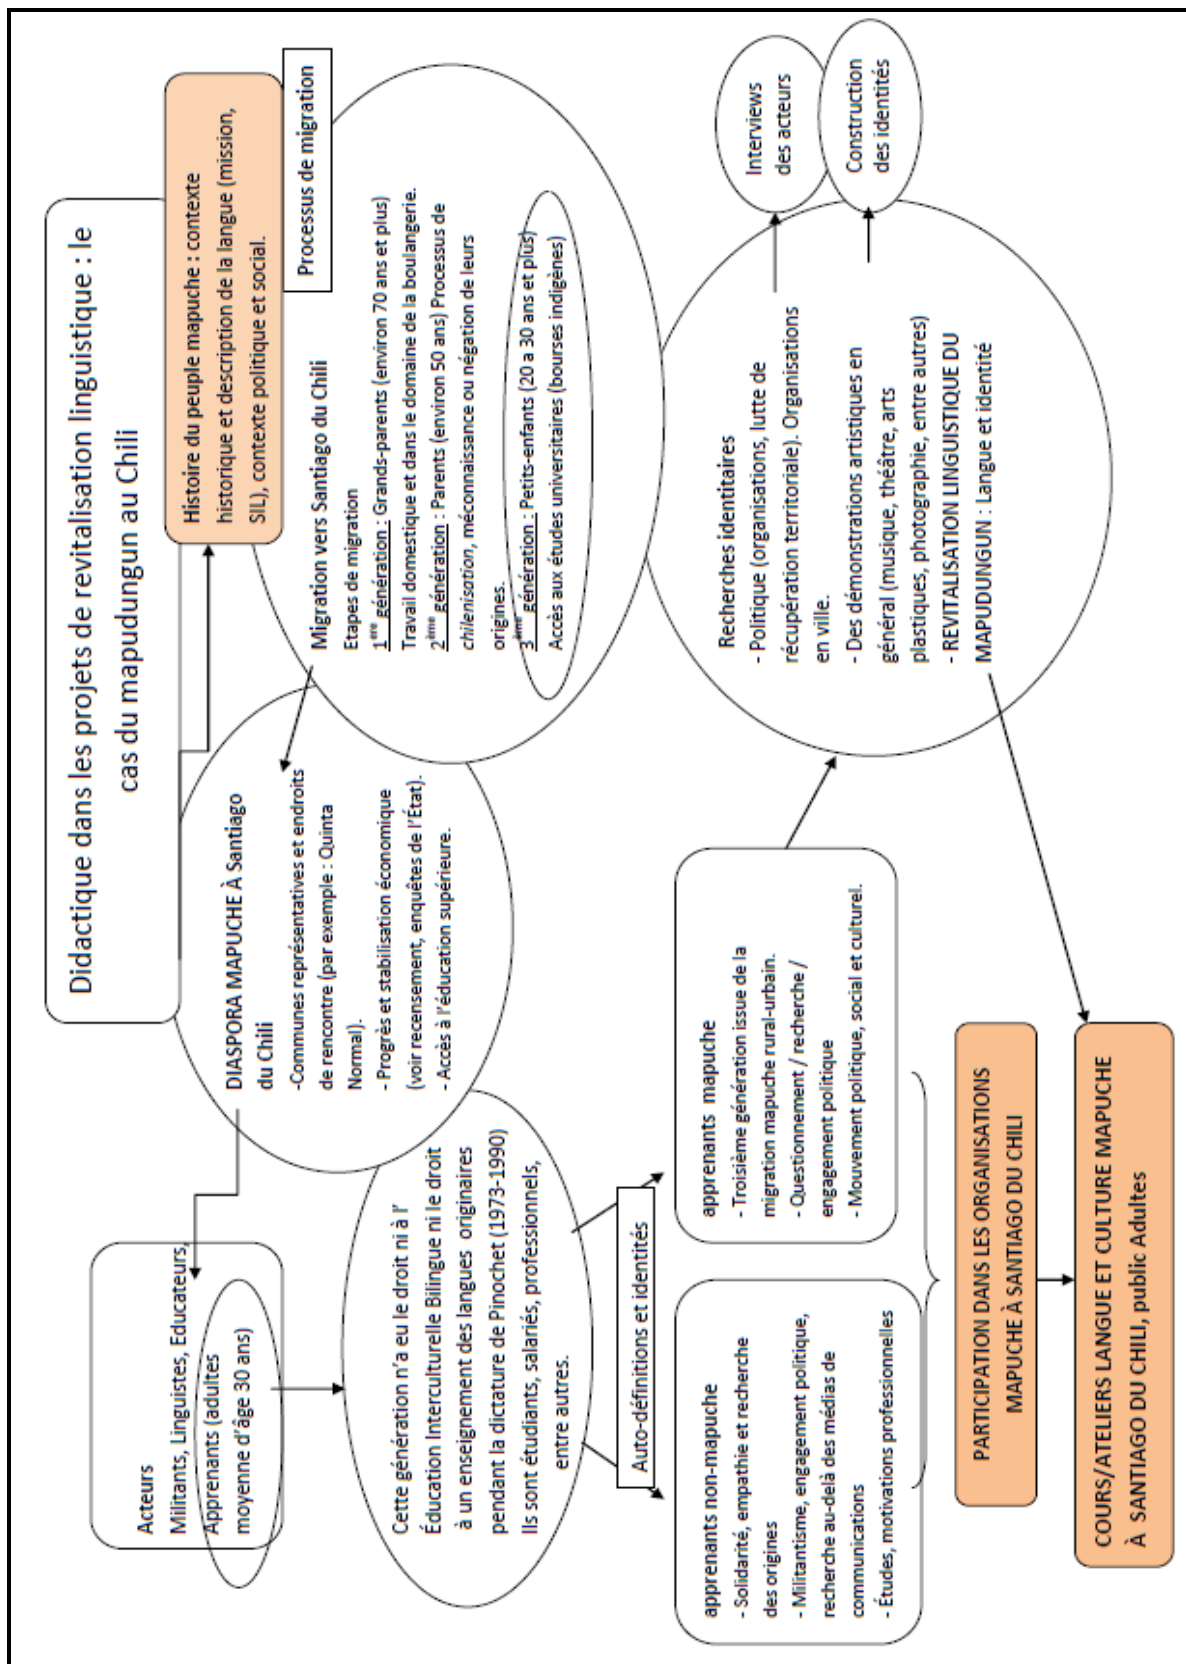 Didactique dans les projets de revitalisation linguistique : le
cas du mapudungun au Chili
Histoire du peuple mapuche : contexte
historique et description de la langue (mission,
SIL), contexte politique et social.
Processus de migration
Migration vers Santiago du Chili
Etapes de migration
1ere génération : Grands-parents (environ 70 ans et plus)
Travail domestique et dans le domaine de la boulangerie.
2ème génération : Parents (environ 50 ans) Processus de
chilenisation, méconnaissance ou négation de leurs
origines.
3ème génération : Petits-enfants (20 a 30 ans et plus)
Accès aux études universitaires (bourses indigènes)
DIASPORA MAPUCHE À Santiago
du Chili
-Communes représentatives et endroits
de rencontre (par exemple : Quinta
Normal).
- Progrès et stabilisation économique
(voir recensement, enquêtes de l'État).
- Accès à l'éducation supérieure.
Acteurs
Militants, Linguistes, Educateurs,
Apprenants (adultes
moyenne d'âge 30 ans)
Cette génération n'a eu le droit ni à l'
Éducation Interculturelle Bilingue ni le droit
à un enseignement des langues originaires
pendant la dictature de Pinochet (1973-1990)
Ils sont étudiants, salariés, professionnels,
entre autres.
Auto-définitions et identités
apprenants non-mapuche
- Solidarité, empathie et recherche
des origines
- Militantisme, engagement politique,
recherche au-delà des médias de
communications
- Études, motivations professionnelles
apprenants mapuche
- Troisième génération issue de la
migration mapuche rural-urbain.
- Questionnement / recherche /
engagement politique
- Mouvement politique, social et culturel.
Recherches identitaires
- Politique (organisations, lutte de
récupération territoriale). Organisations
en ville.
- Des démonstrations artistiques en
général (musique, théâtre, arts
plastiques, photographie, entre autres)
- REVITALISATION LINGUISTIQUE DU
MAPUDUNGUN : Langue et identité
Interviews
des acteurs
Construction
des identités
PARTICIPATION DANS LES ORGANISATIONS
MAPUCHE À SANTIAGO DU CHILI
COURS/ATELIERS LANGUE ET CULTURE MAPUCHE
À SANTIAGO DU CHILI, public Adultes